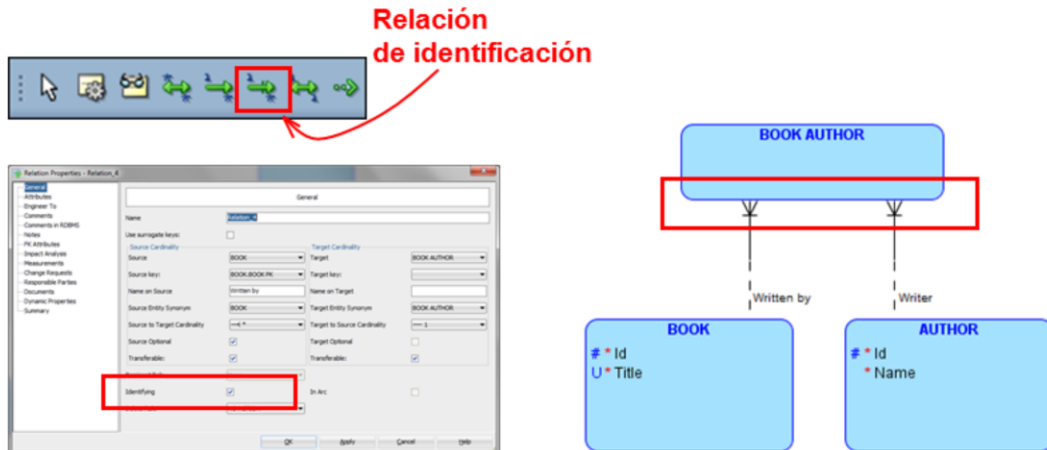 Relación
de identificación
Relation Properties - Relation_4
General
Attributes
Engineer To
Comments
Comments in RDBMS
Notes
FK Attributes
Impact Analysis
Measurements
Change Requests
Responsible Parties
Documents
Dynamic Properties
Summary
General
Name Relation_4
Use surrogate keys:
Source Cardinality Target Cardinality
Source BOOK Target BOOK AUTHOR
Source key: BOOK.BOOK PK Target key:
Name on Source Written by Name on Target
Source Entity Synonym BOOK Target Entity Synonym BOOK AUTHOR
Source to Target Cardinality * Target to Source Cardinality 1
Source Optional Target Optional
Transferable: Transferable:
Identifying In Arc
OK Apply Cancel Help
BOOK AUTHOR
Written by Writer
BOOK
# * Id
U * Title
AUTHOR
# * Id
* Name